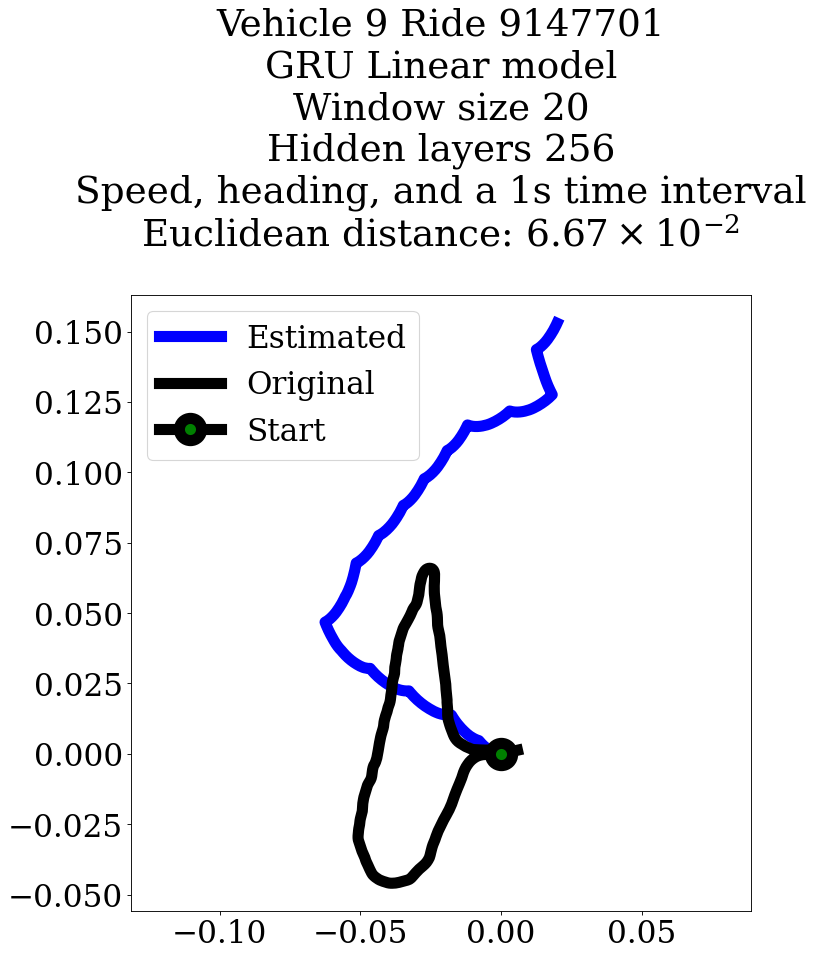 Vehicle 9 Ride 9147701
GRU Linear model
Window size 20
Hidden layers 256
Speed, heading, and a 1s time interval
Euclidean distance: 6.67 × 10⁻²
Estimated
Original
Start
0.150
0.125
0.100
0.075
0.050
0.025
0.000
−0.025
−0.050
−0.10 −0.05 0.00 0.05